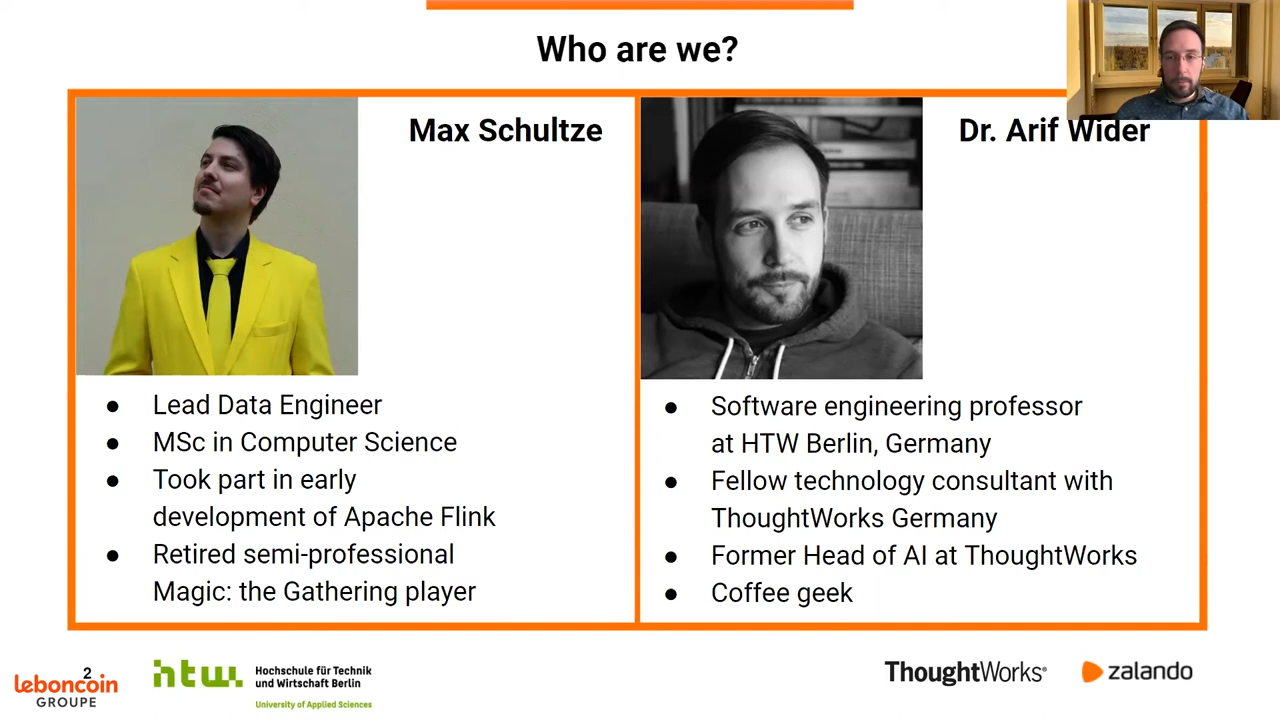 Who are we?
Max Schultze
Lead Data Engineer
MSc in Computer Science
Took part in early
development of Apache Flink
Retired semi-professional
Magic: the Gathering player
Dr. Arif Wider
Software engineering professor
at HTW Berlin, Germany
Fellow technology consultant with
ThoughtWorks Germany
Former Head of AI at ThoughtWorks
Coffee geek
2
leboncoin
GROUPE
htw.
Hochschule für Technik
und Wirtschaft Berlin
University of Applied Sciences
ThoughtWorks®
zalando